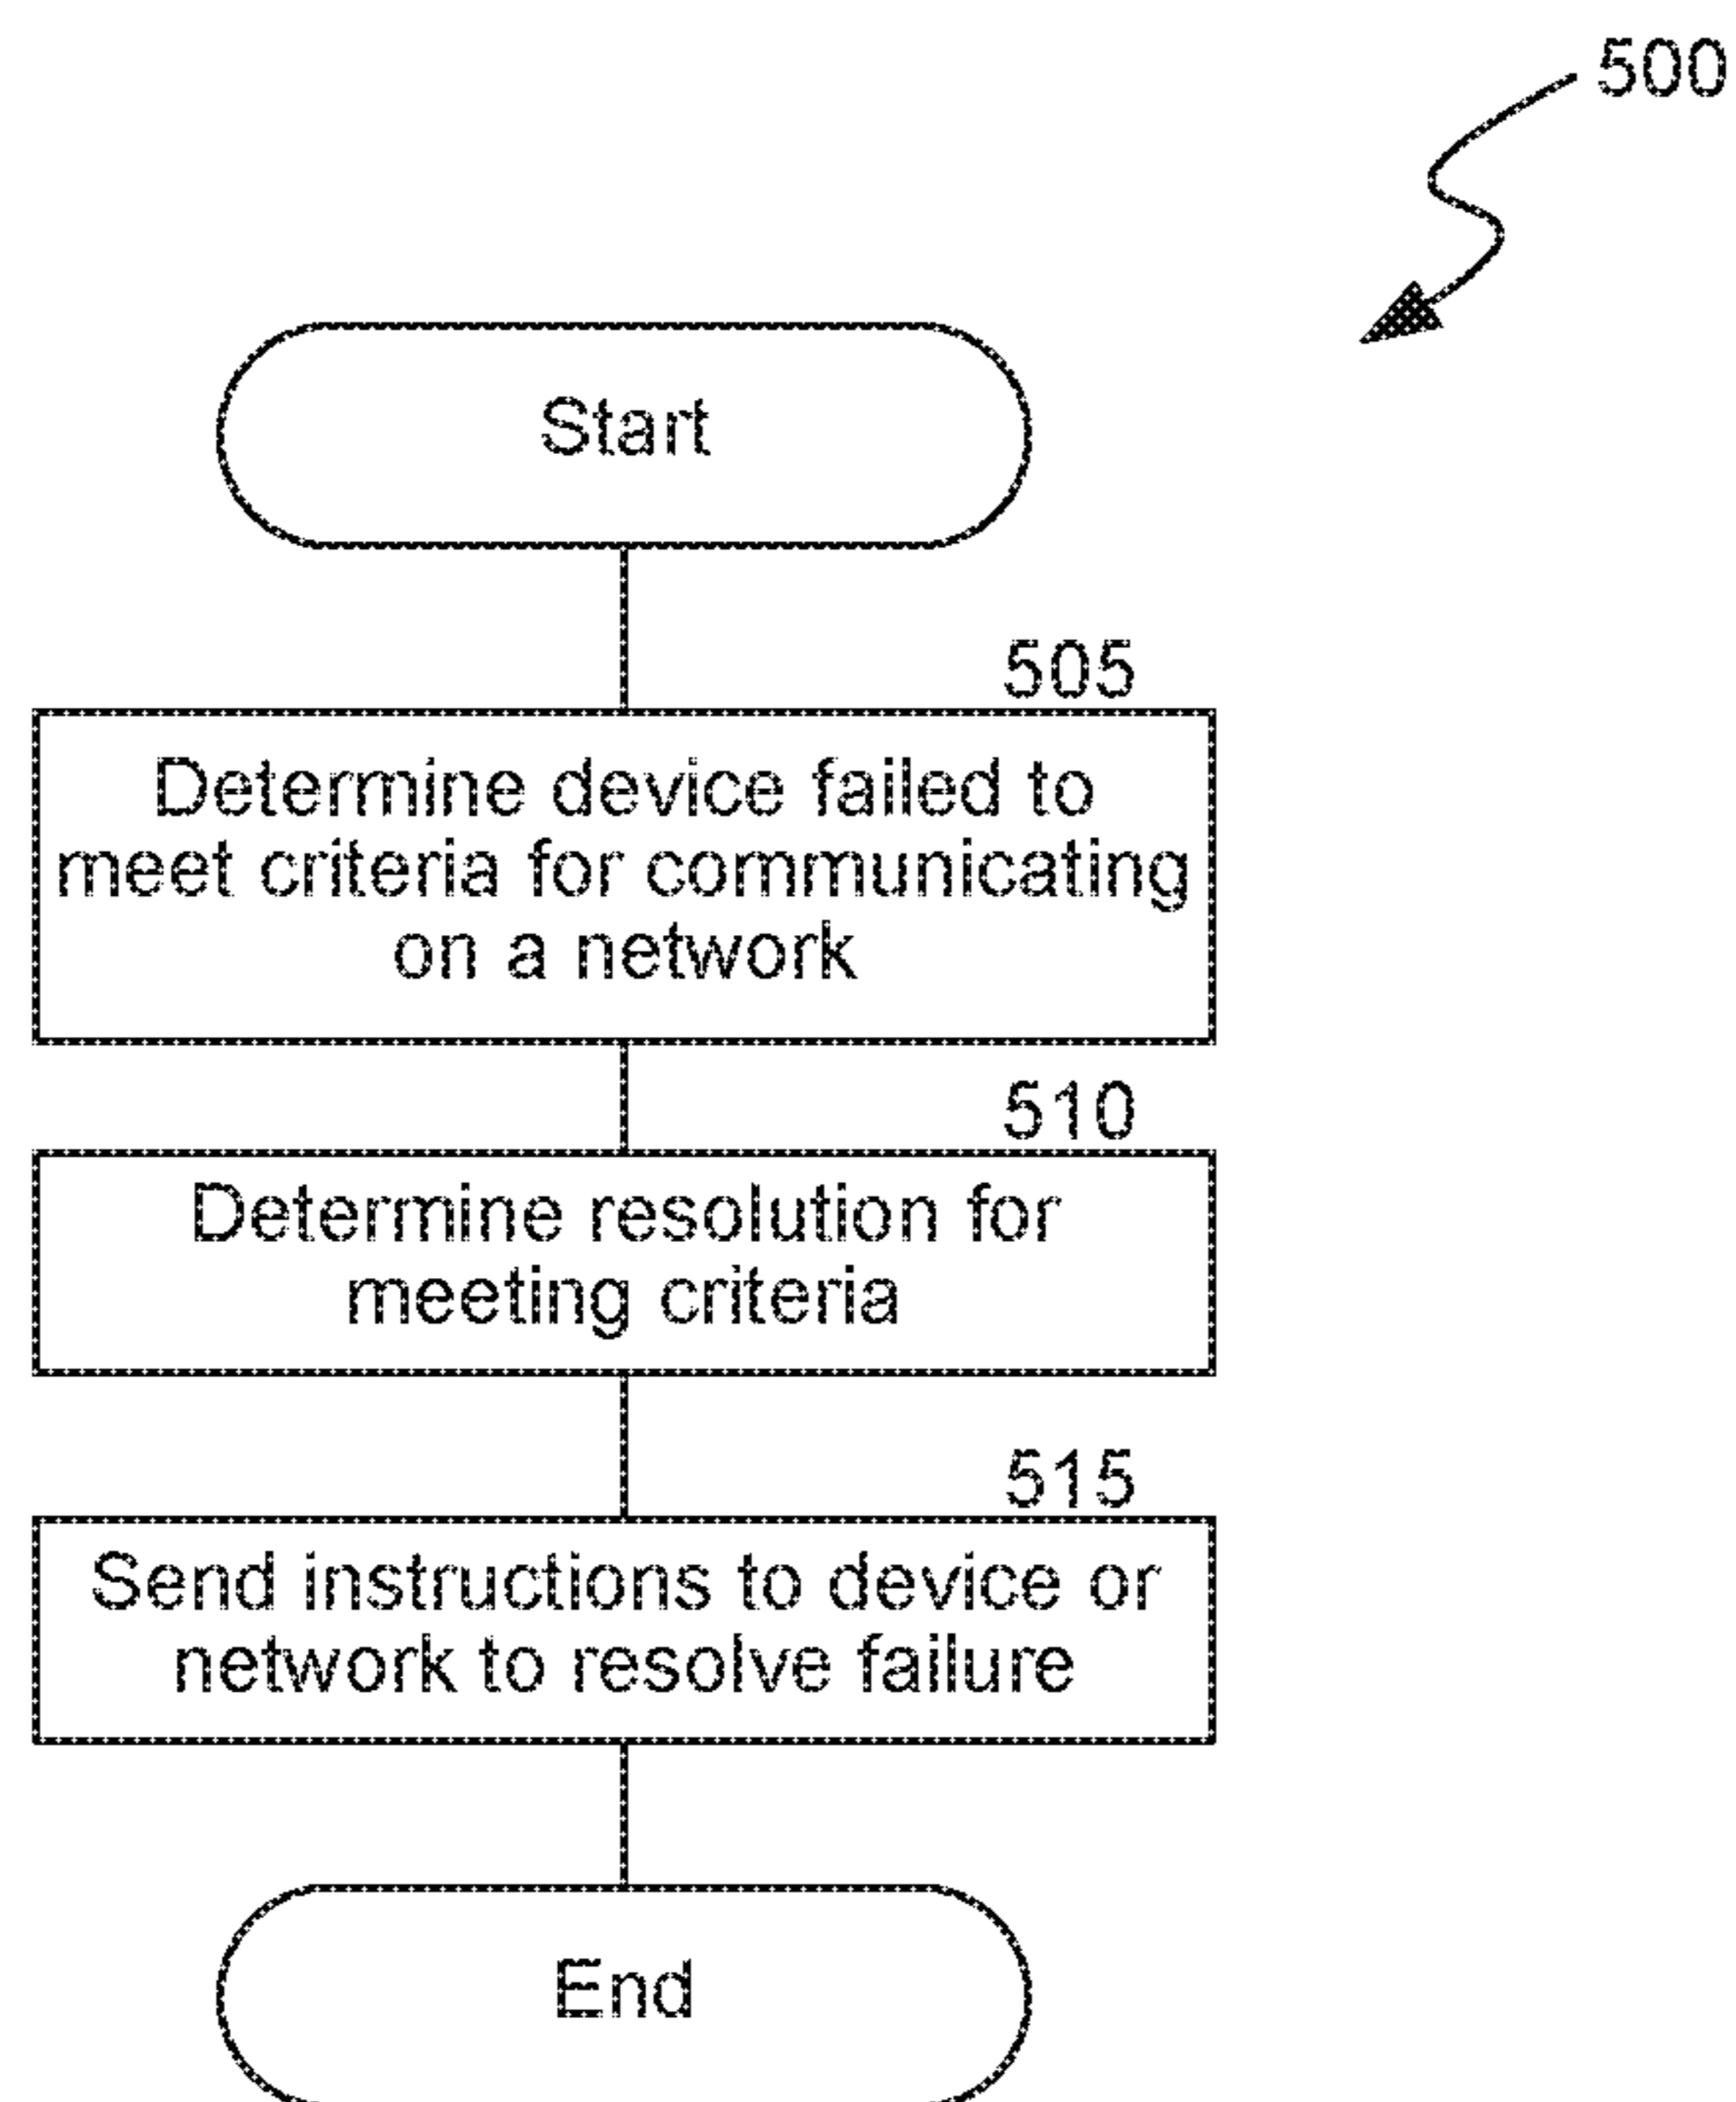 500
Start
505
Determine device failed to
meet criteria for communicating
on a network
510
Determine resolution for
meeting criteria
515
Send instructions to device or
network to resolve failure
End